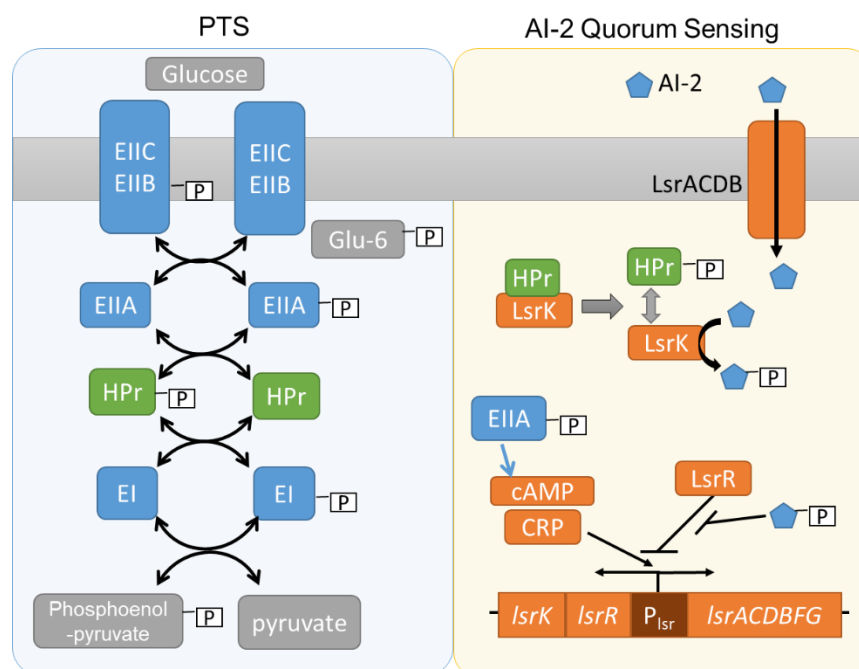 PTS
Glucose
EIIC
EIIB
P
EIIC
EIIB
Glu-6
P
EIIA
EIIA
P
HPr
P
HPr
EI
EI
P
Phosphoenol
-pyruvate
P
pyruvate
AI-2 Quorum Sensing
AI-2
LsrACDB
HPr
LsrK
HPr
P
LsrK
P
EIIA
P
cAMP
CRP
LsrR
P
lsrK lsrR Plsr lsrACDBFG